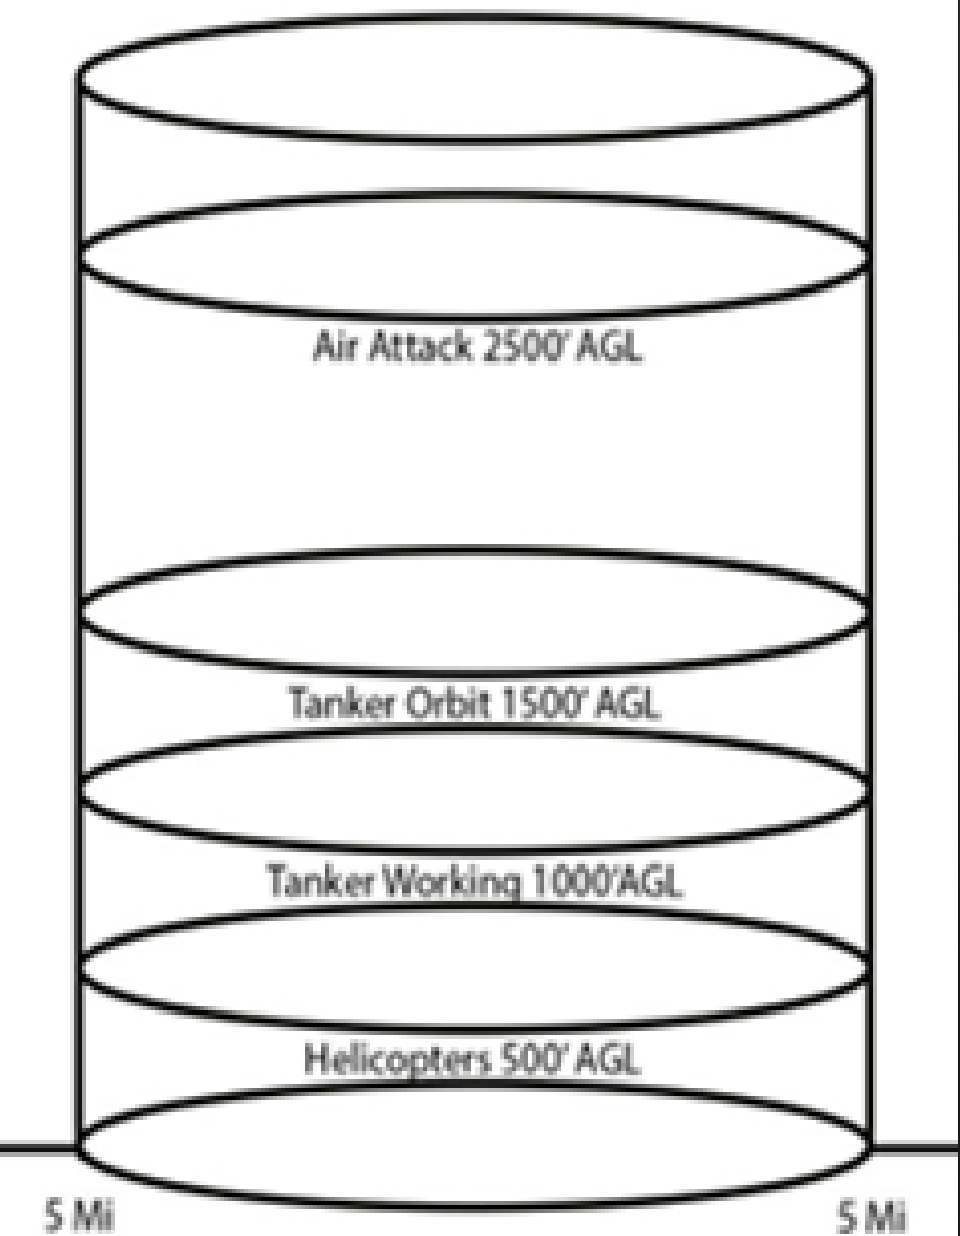 Air Attack 2500' AGL
Tanker Orbit 1500' AGL
Tanker Working 1000'AGL
Helicopters 500' AGL
5 Mi
5 Mi